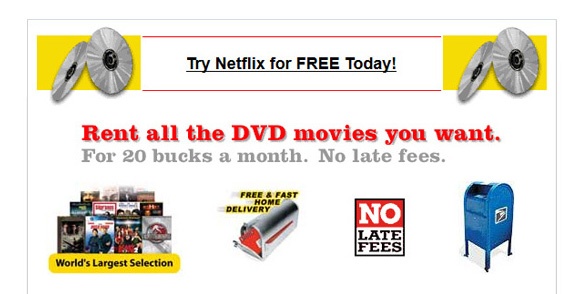 Try Netflix for FREE Today!
Rent all the DVD movies you want.
For 20 bucks a month. No late fees.
FREE & FAST
HOME
DELIVERY
NO
LATE
FEES
World's Largest Selection